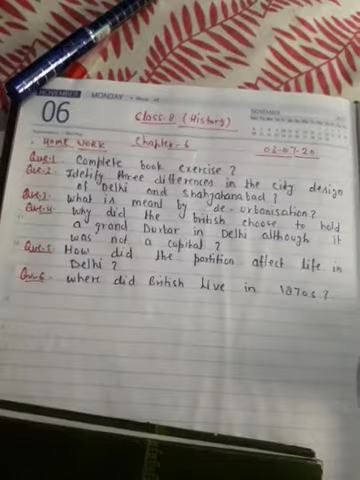 NOVEMBER MONDAY
06
Class-8 (History)
NOVEMBER
HOME WORK Chapter-6 02-07-20
Que-1 Complete book exercise?
Que-2. Idetify three differences in the city design
of Delhi and Shahjahanabad?
Que-3. What is meant by de-urbanisation?
Que-4. Why did the british choose to hold
a grand Durbar in Delhi although it
was not a capital?
Que-5: How did the partition affect life in
Delhi?
Que-6. where did British live in 1870s?